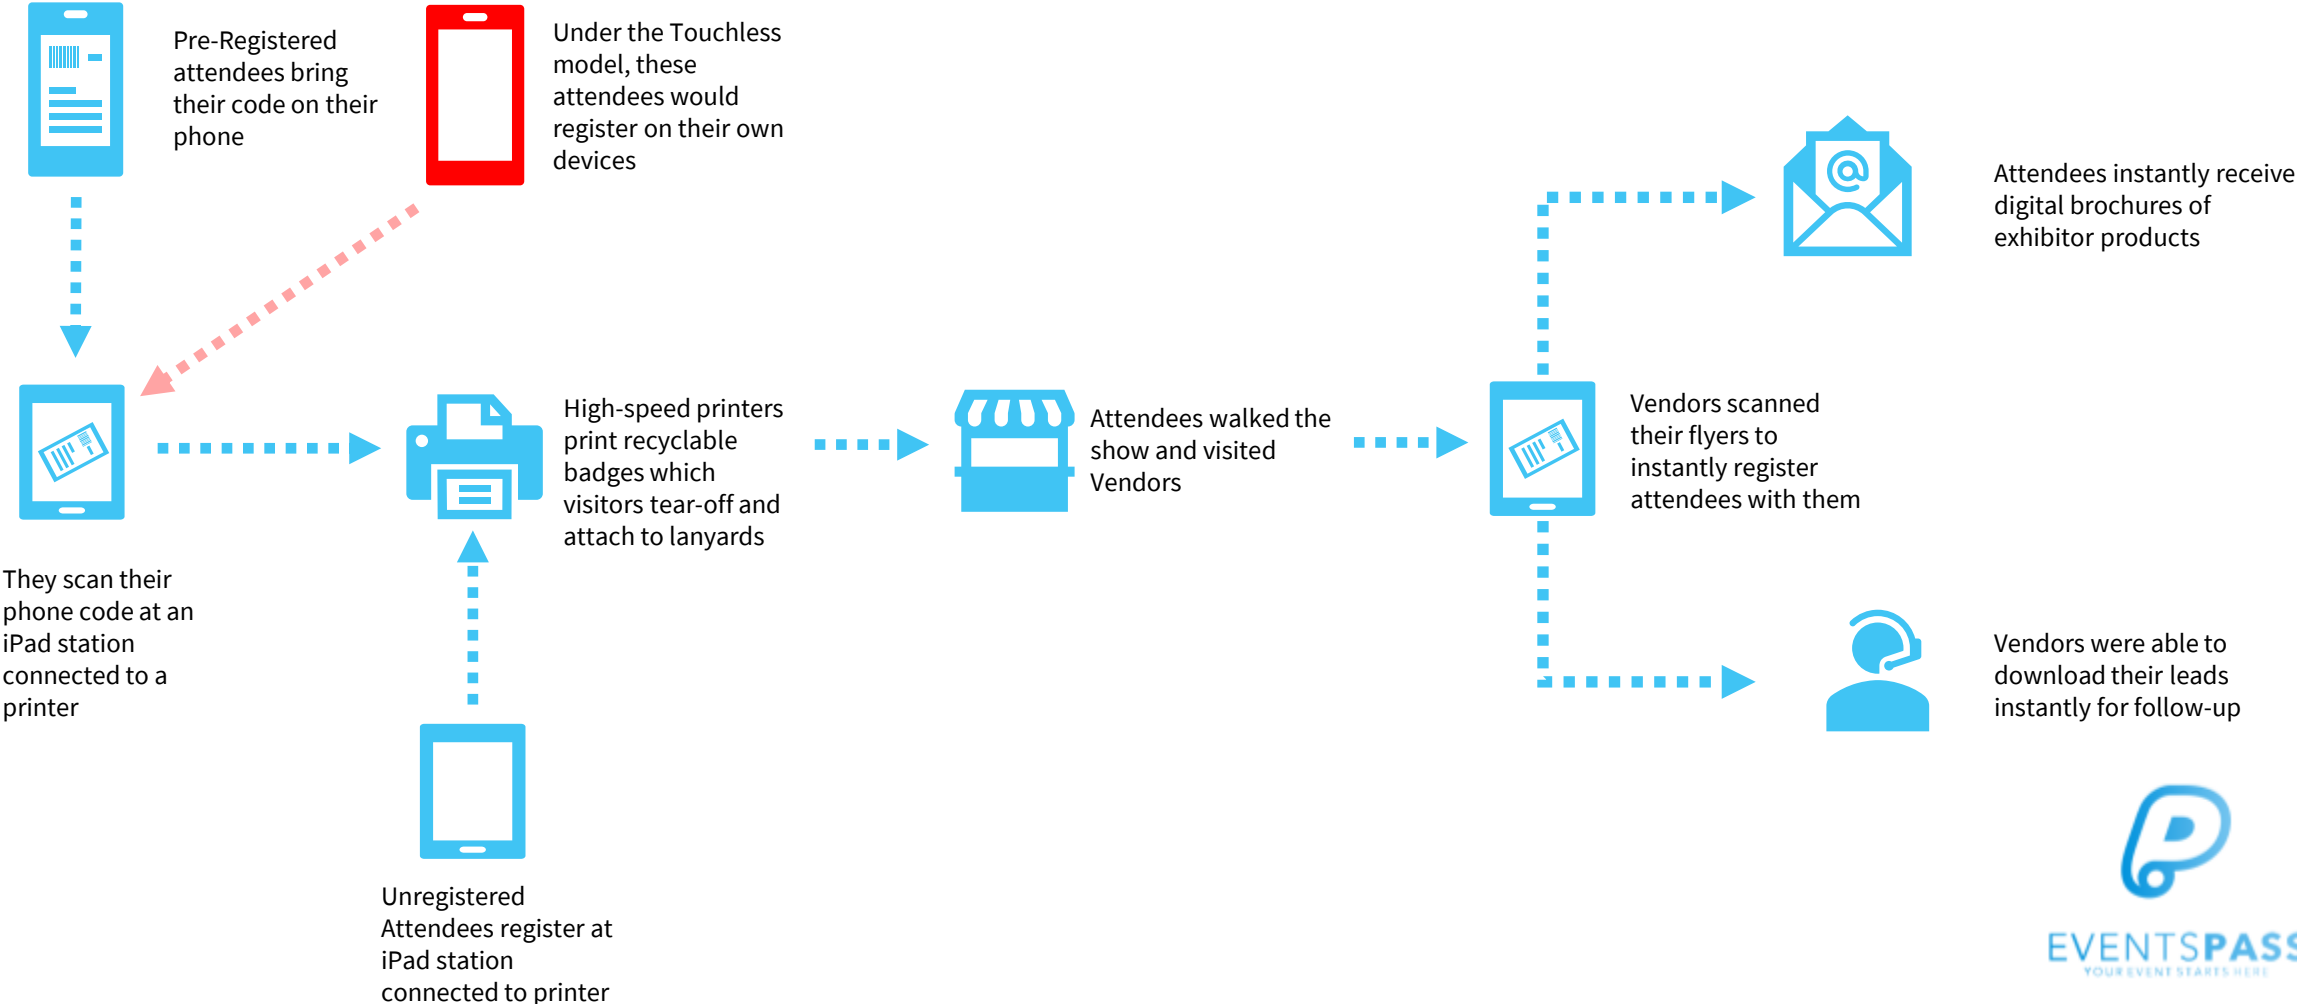 Pre-Registered
attendees bring
their code on their
phone
Under the Touchless
model, these
attendees would
register on their own
devices
Attendees instantly receive
digital brochures of
exhibitor products
They scan their
phone code at an
iPad station
connected to a
printer
High-speed printers
print recyclable
badges which
visitors tear-off and
attach to lanyards
Attendees walked the
show and visited
Vendors
Vendors scanned
their flyers to
instantly register
attendees with them
Vendors were able to
download their leads
instantly for follow-up
Unregistered
Attendees register at
iPad station
connected to printer
EVENTSPASS
YOUR EVENT STARTS HERE